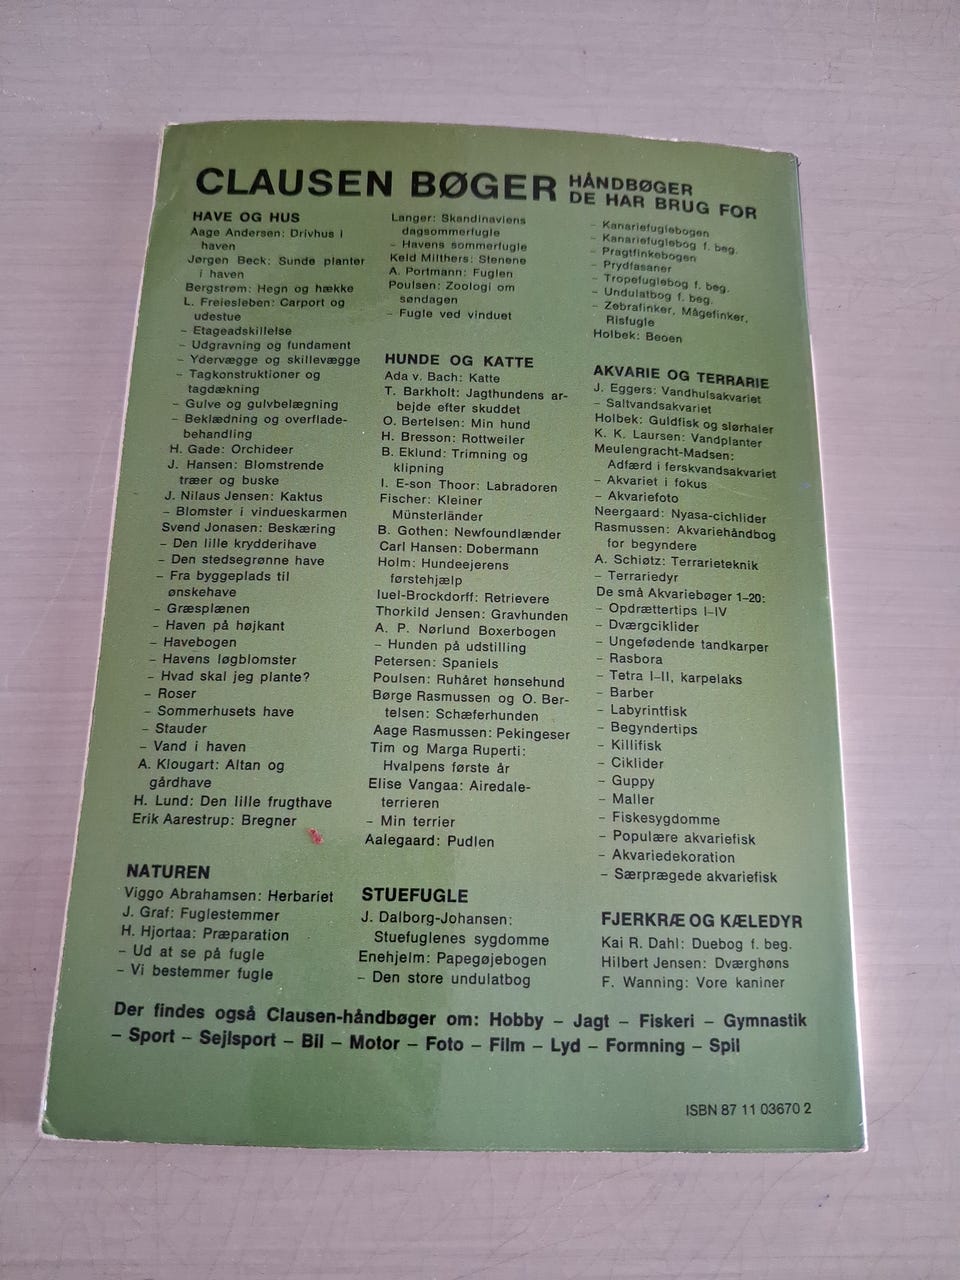 CLAUSEN BØGER HÅNDBØGER
DE HAR BRUG FOR
HAVE OG HUS
Aage Andersen: Drivhus i
haven
Jørgen Beck: Sunde planter
i haven
Bergstrøm: Hegn og hække
L. Freiesleben: Carport og
udestue
– Etageadskillelse
– Udgravning og fundament
– Ydervægge og skillevægge
– Tagkonstruktioner og
tagdækning
– Gulve og gulvbelægning
– Beklædning og overflade-
behandling
H. Gade: Orchideer
J. Hansen: Blomstrende
træer og buske
J. Nilaus Jensen: Kaktus
– Blomster i vindueskarmen
Svend Jonasen: Beskæring
– Den lille krydderihave
– Den stedsegrønne have
– Fra byggeplads til
ønskehave
– Græsplænen
– Haven på højkant
– Havebogen
– Havens løgblomster
– Hvad skal jeg plante?
– Roser
– Sommerhusets have
– Stauder
– Vand i haven
A. Klougart: Altan og
gårdhave
H. Lund: Den lille frugthave
Erik Aarestrup: Bregner
NATUREN
Viggo Abrahamsen: Herbariet
J. Graf: Fuglestemmer
H. Hjortaa: Præparation
– Ud at se på fugle
– Vi bestemmer fugle
Langer: Skandinaviens
dagsommerfugle
– Havens sommerfugle
Keld Milthers: Stenene
A. Portmann: Fuglen
Poulsen: Zoologi om
søndagen
– Fugle ved vinduet
HUNDE OG KATTE
Ada v. Bach: Katte
T. Barkholt: Jagthundens ar-
bejde efter skuddet
O. Bertelsen: Min hund
H. Bresson: Rottweiler
B. Eklund: Trimning og
klipning
I. E-son Thoor: Labradoren
Fischer: Kleiner
Münsterländer
B. Gothen: Newfoundlænder
Carl Hansen: Dobermann
Holm: Hundeejerens
førstehjælp
Iuel-Brockdorff: Retrievere
Thorkild Jensen: Gravhunden
A. P. Nørlund Boxerbogen
– Hunden på udstilling
Petersen: Spaniels
Poulsen: Ruhåret hønsehund
Børge Rasmussen og O. Ber-
telsen: Schæferhunden
Aage Rasmussen: Pekingeser
Tim og Marga Ruperti:
Hvalpens første år
Elise Vangaa: Airedale-
terrieren
– Min terrier
Aalegaard: Pudlen
STUEFUGLE
J. Dalborg-Johansen:
Stuefuglenes sygdomme
Enehjelm: Papegøjebogen
– Den store undulatbog
– Kanariefuglebogen
– Kanariefuglebog f. beg.
– Pragtfinkebogen
– Prydfasaner
– Tropefuglebog f. beg.
– Undulatbog f. beg.
– Zebrafinker, Mågefinker,
Risfugle
Holbek: Beoen
AKVARIE OG TERRARIE
J. Eggers: Vandhulsakvariet
– Saltvandsakvariet
Holbek: Guldfisk og slørhaler
K. K. Laursen: Vandplanter
Meulengracht-Madsen:
Adfærd i ferskvandsakvariet
– Akvariet i fokus
– Akvariefoto
Neergaard: Nyasa-cichlider
Rasmussen: Akvariehåndbog
for begyndere
A. Schiøtz: Terrarieteknik
– Terrariedyr
De små Akvariebøger 1–20:
– Opdrættertips I–IV
– Dværgciklider
– Ungefødende tandkarper
– Rasbora
– Tetra I–II, karpelaks
– Barber
– Labyrintfisk
– Begyndertips
– Killifisk
– Ciklider
– Guppy
– Maller
– Fiskesygdomme
– Populære akvariefisk
– Akvariedekoration
– Særprægede akvariefisk
FJERKRÆ OG KÆLEDYR
Kai R. Dahl: Duebog f. beg.
Hilbert Jensen: Dværghøns
F. Wanning: Vore kaniner
Der findes også Clausen-håndbøger om: Hobby – Jagt – Fiskeri – Gymnastik
– Sport – Sejlsport – Bil – Motor – Foto – Film – Lyd – Formning – Spil
ISBN 87 11 03670 2